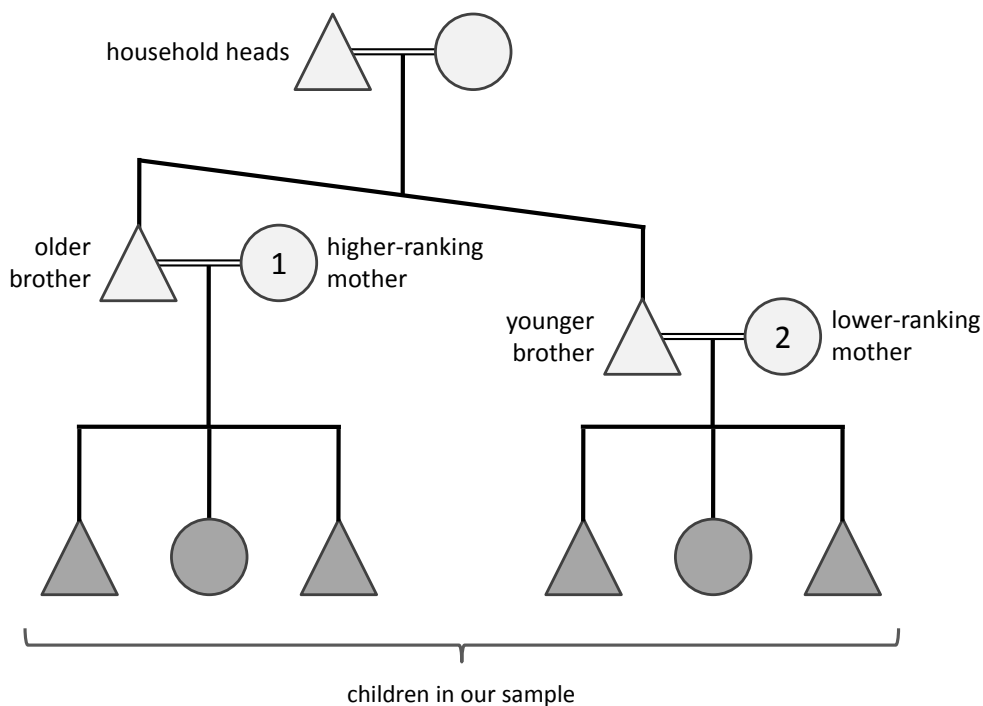 household heads
older
brother
1
higher-ranking
mother
younger
brother
2
lower-ranking
mother
children in our sample